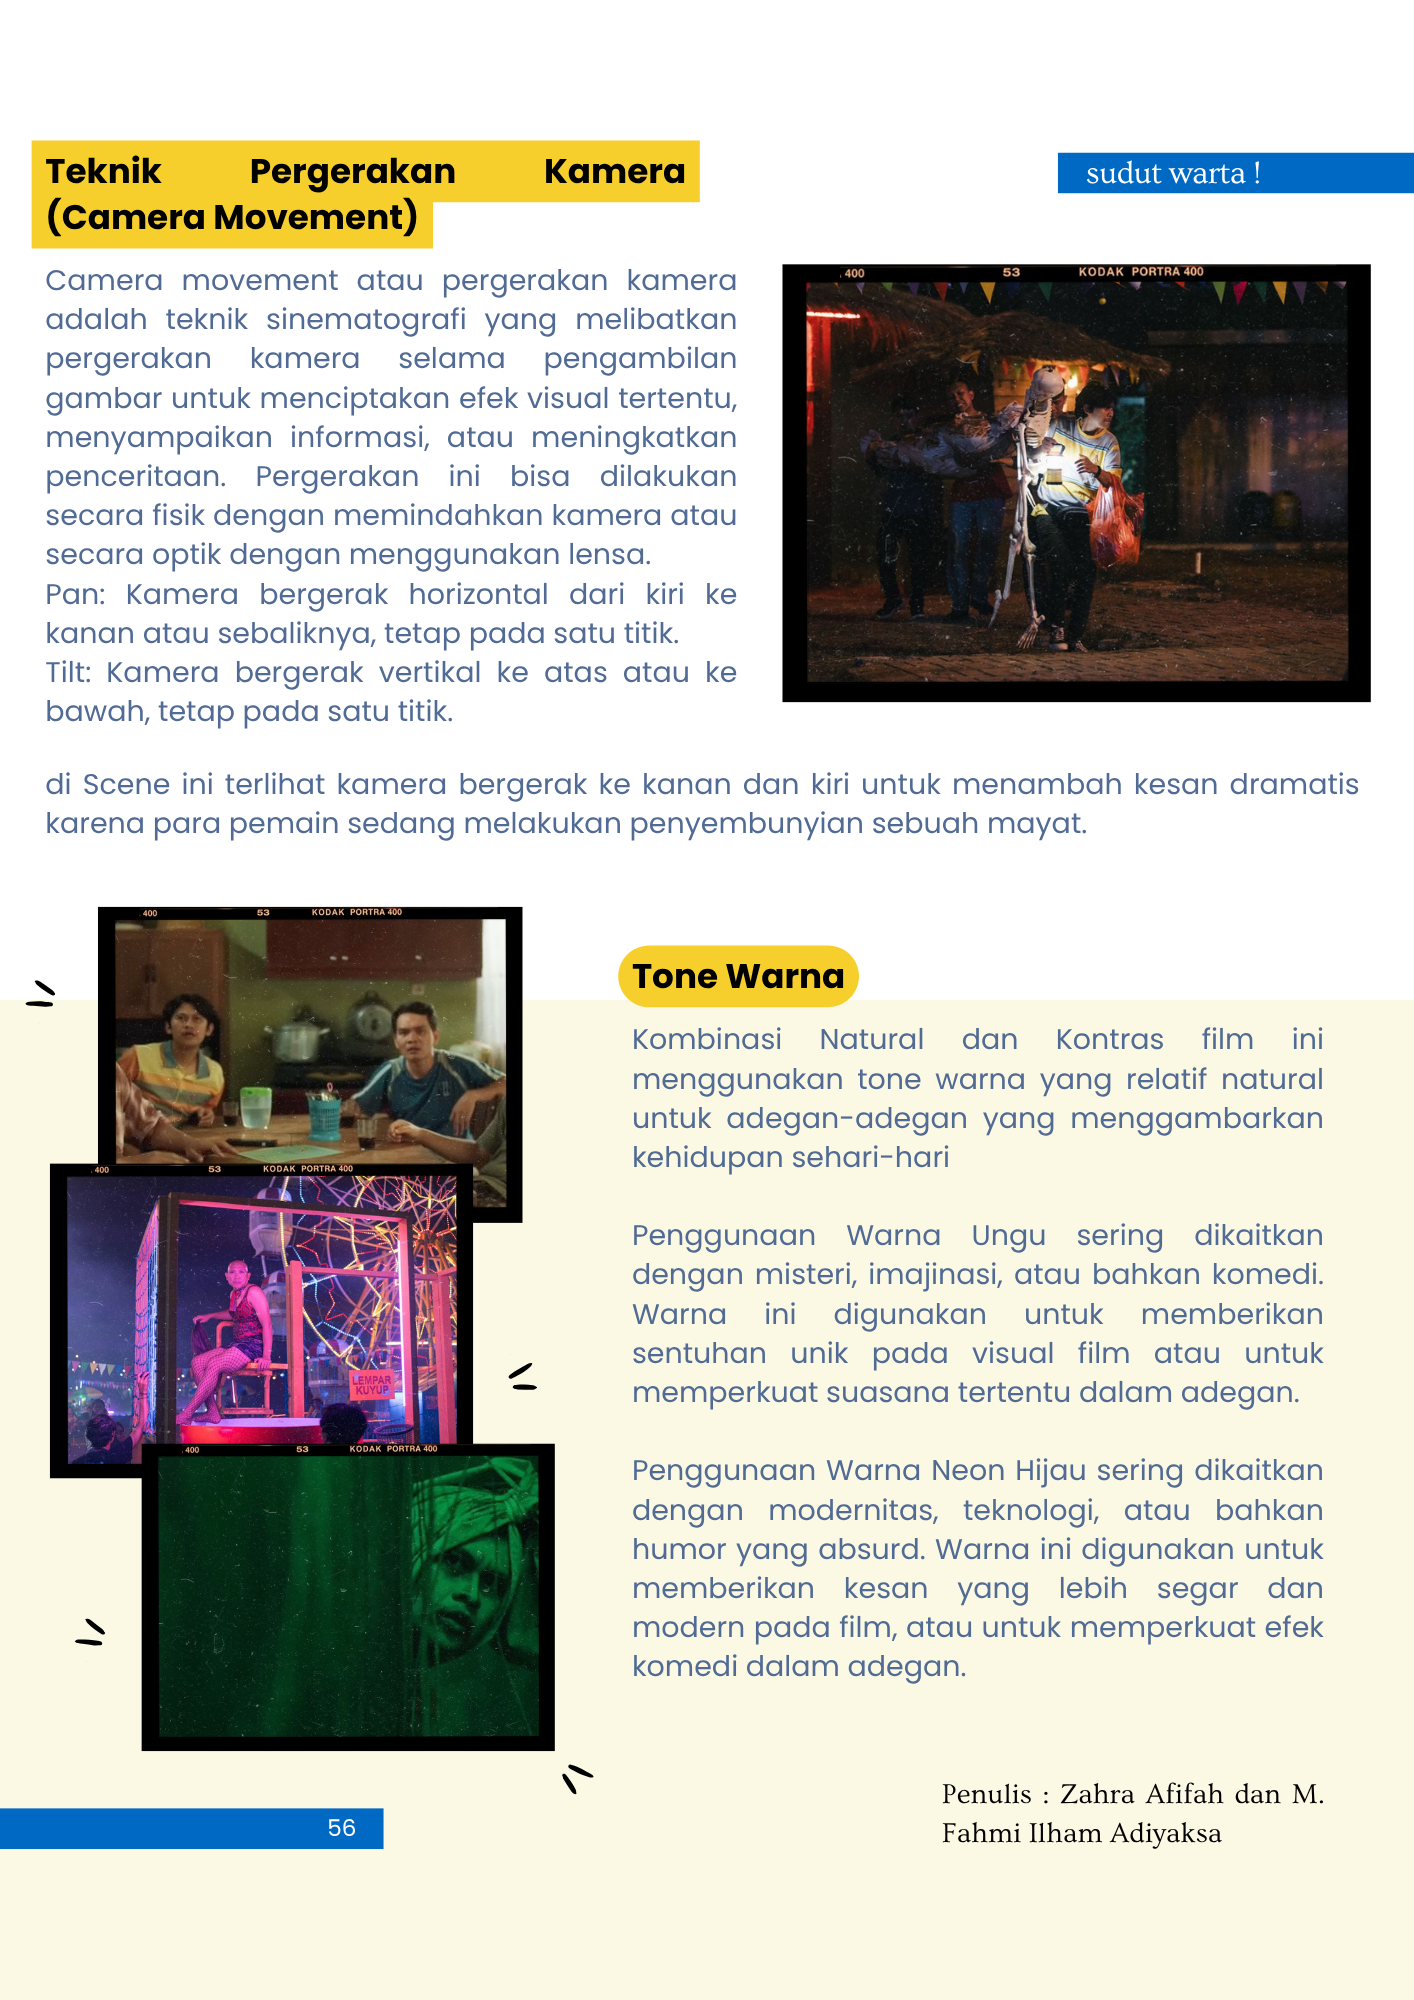 sudut warta !
Teknik Pergerakan Kamera
(Camera Movement)
Camera movement atau pergerakan kamera
adalah teknik sinematografi yang melibatkan
pergerakan kamera selama pengambilan
gambar untuk menciptakan efek visual tertentu,
menyampaikan informasi, atau meningkatkan
penceritaan. Pergerakan ini bisa dilakukan
secara fisik dengan memindahkan kamera atau
secara optik dengan menggunakan lensa.
Pan: Kamera bergerak horizontal dari kiri ke
kanan atau sebaliknya, tetap pada satu titik.
Tilt: Kamera bergerak vertikal ke atas atau ke
bawah, tetap pada satu titik.
. 400 53 KODAK PORTRA 400
di Scene ini terlihat kamera bergerak ke kanan dan kiri untuk menambah kesan dramatis
karena para pemain sedang melakukan penyembunyian sebuah mayat.
. 400 53 KODAK PORTRA 400
. 400 53 KODAK PORTRA 400
LEMPAR
KUYUP
. 400 53 KODAK PORTRA 400
Tone Warna
Kombinasi Natural dan Kontras film ini
menggunakan tone warna yang relatif natural
untuk adegan-adegan yang menggambarkan
kehidupan sehari-hari
Penggunaan Warna Ungu sering dikaitkan
dengan misteri, imajinasi, atau bahkan komedi.
Warna ini digunakan untuk memberikan
sentuhan unik pada visual film atau untuk
memperkuat suasana tertentu dalam adegan.
Penggunaan Warna Neon Hijau sering dikaitkan
dengan modernitas, teknologi, atau bahkan
humor yang absurd. Warna ini digunakan untuk
memberikan kesan yang lebih segar dan
modern pada film, atau untuk memperkuat efek
komedi dalam adegan.
Penulis : Zahra Afifah dan M.
Fahmi Ilham Adiyaksa
56